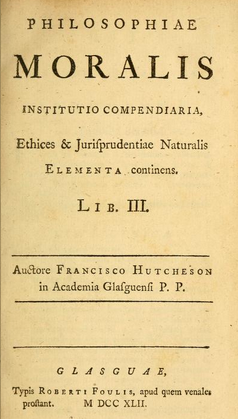 PHILOSOPHIAE
MORALIS
INSTITUTIO COMPENDIARIA,
Ethices & Jurisprudentiae Naturalis
ELEMENTA continens.
LIB. III.
Auctore FRANCISCO HUTCHESON
in Academia Glasguensi P. P.
GLASGUAE,
Typis ROBERTI FOULIS, apud quem venales
prostant. M DCC XLII.